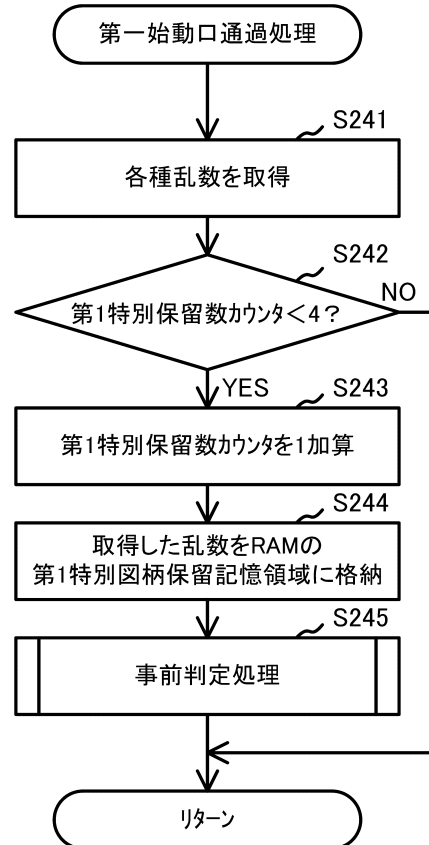 第一始動口通過処理
S241
各種乱数を取得
S242
第1特別保留数ｶｳﾝﾀ＜4？
NO
YES
S243
第1特別保留数ｶｳﾝﾀを1加算
S244
取得した乱数をRAMの
第1特別図柄保留記憶領域に格納
S245
事前判定処理
ﾘﾀｰﾝ